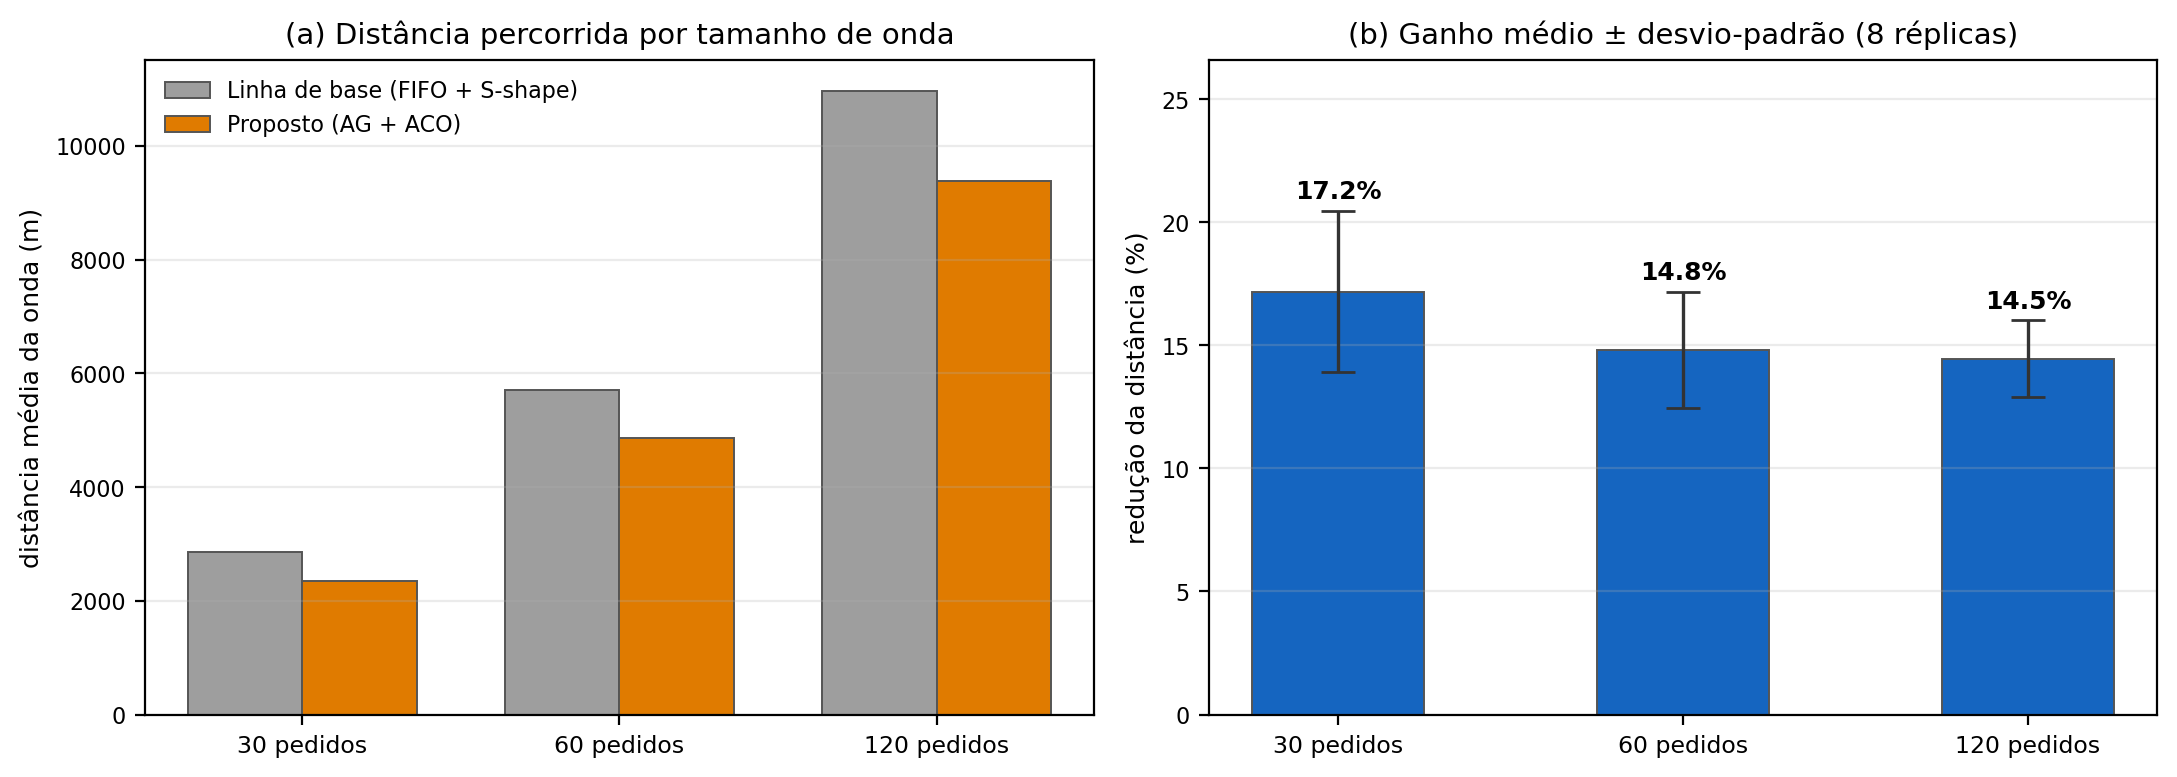 (a) Distância percorrida por tamanho de onda
Linha de base (FIFO + S-shape)
Proposto (AG + ACO)
distância média da onda (m)
10000
8000
6000
4000
2000
0
30 pedidos
60 pedidos
120 pedidos
(b) Ganho médio ± desvio-padrão (8 réplicas)
redução da distância (%)
25
20
15
10
5
0
17.2%
14.8%
14.5%
30 pedidos
60 pedidos
120 pedidos